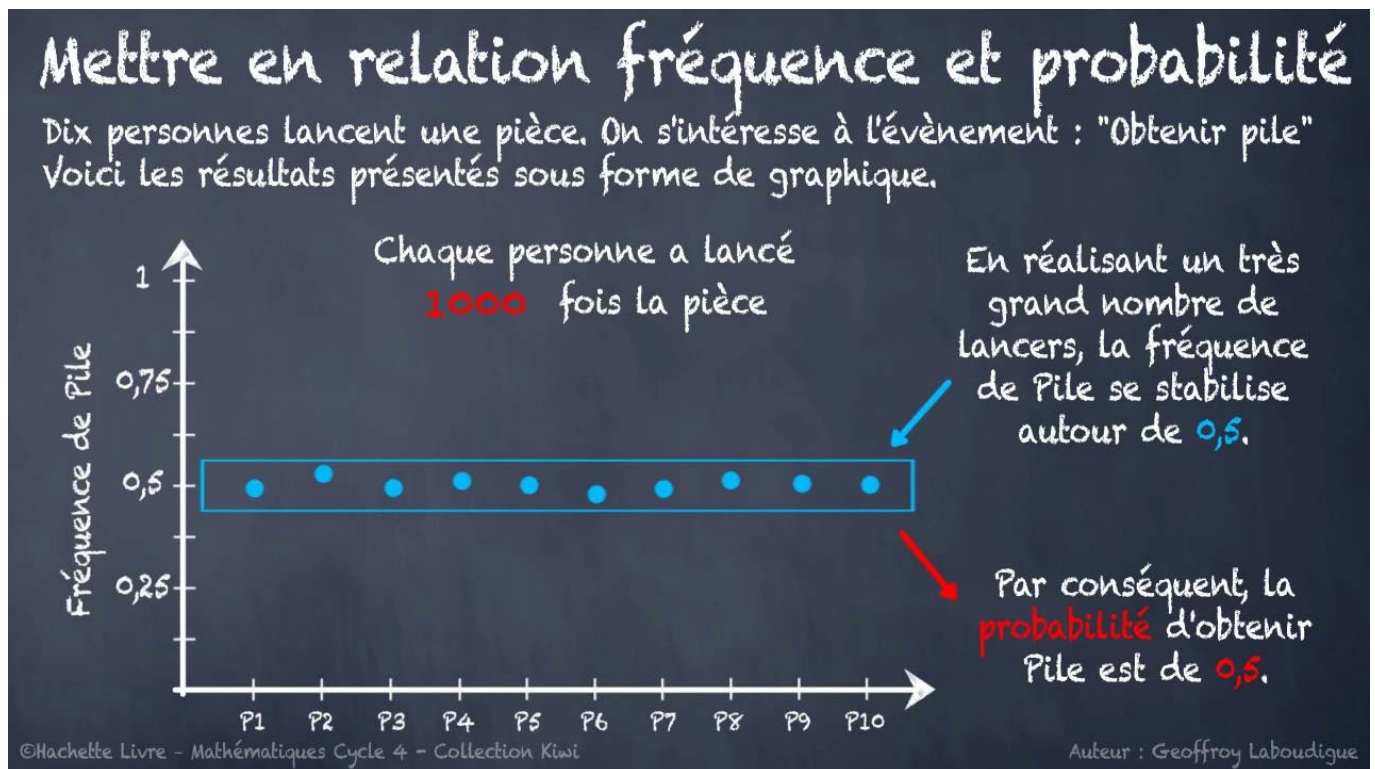 Mettre en relation fréquence et probabilité
Dix personnes lancent une pièce. On s'intéresse à l'évènement : "Obtenir pile"
Voici les résultats présentés sous forme de graphique.
Chaque personne a lancé
1000 fois la pièce
Fréquence de Pile
1
0,75
0,5
0,25
P1 P2 P3 P4 P5 P6 P7 P8 P9 P10
En réalisant un très
grand nombre de
lancers, la fréquence
de Pile se stabilise
autour de 0,5.
Par conséquent, la
probabilité d'obtenir
Pile est de 0,5.
©Hachette Livre - Mathématiques Cycle 4 - Collection Kiwi
Auteur : Geoffroy Laboudigue